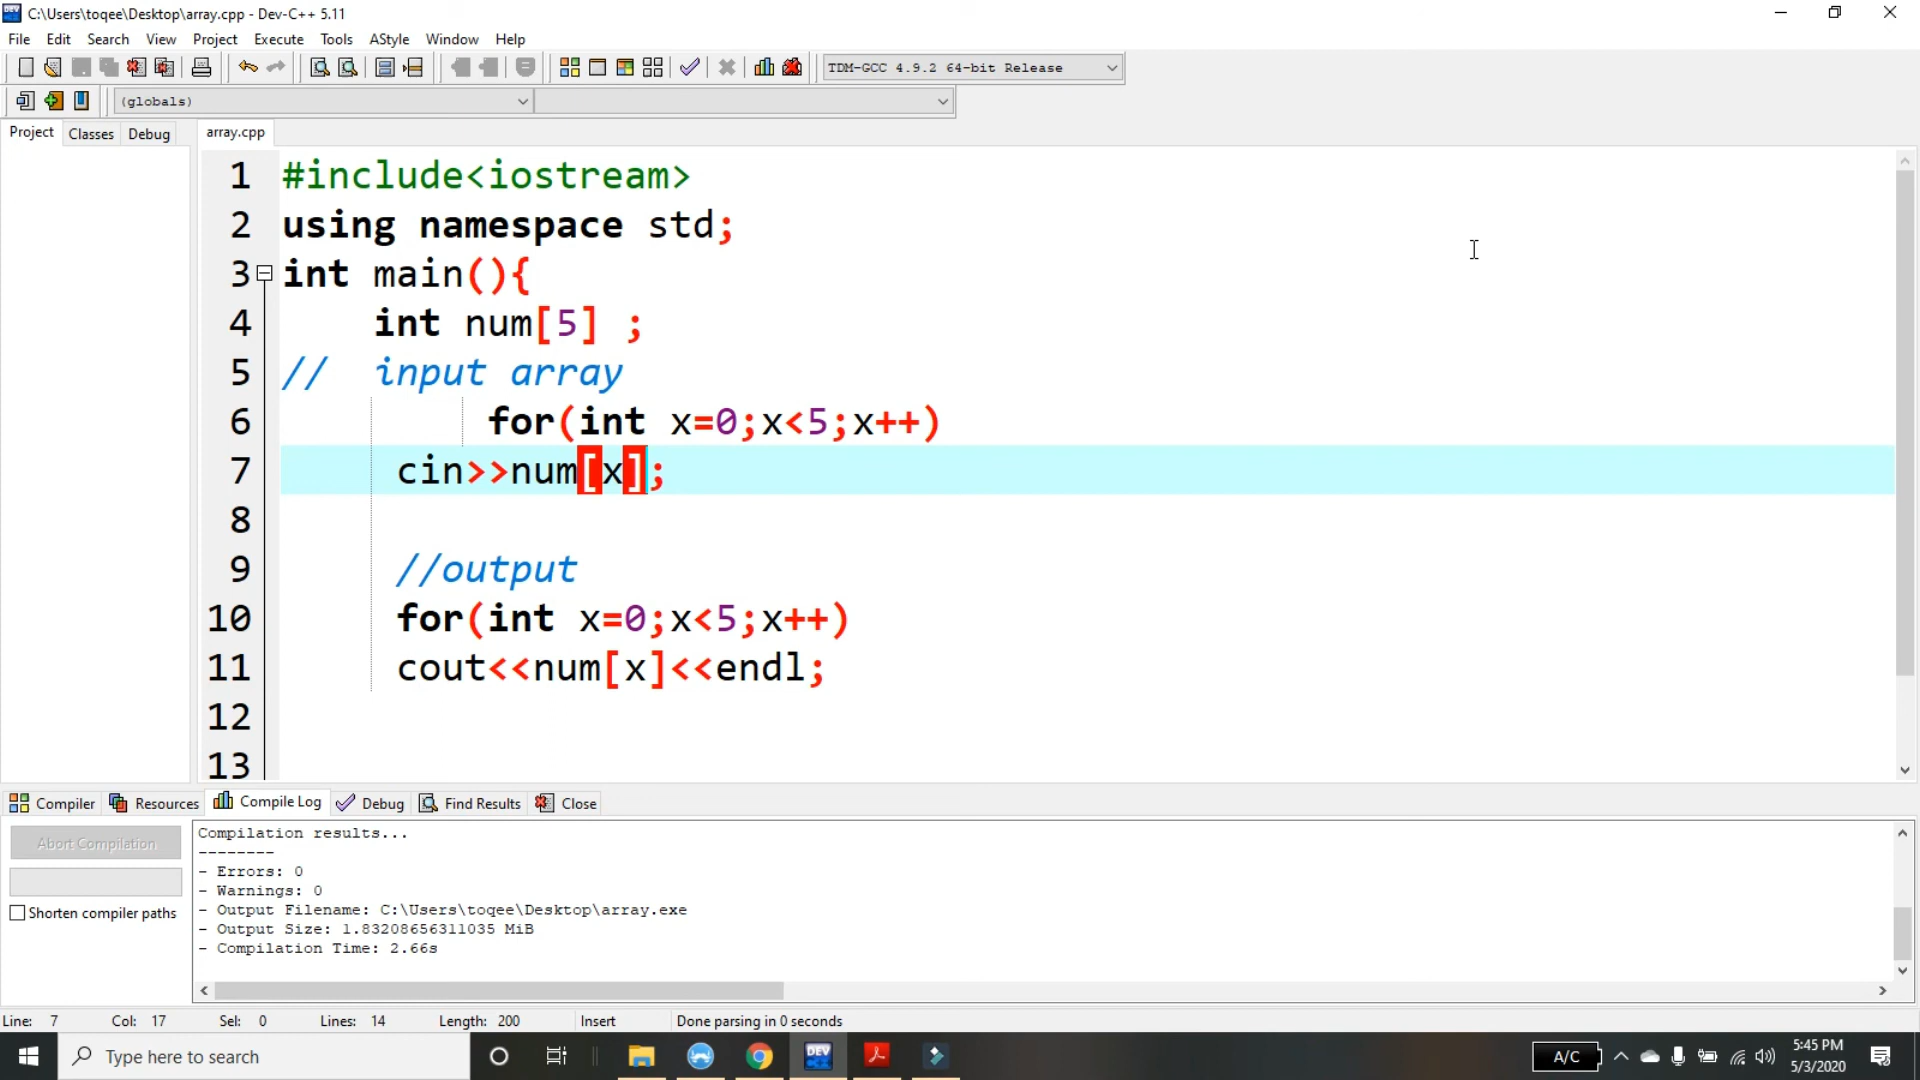 C:\Users\toqee\Desktop\array.cpp - Dev-C++ 5.11
File Edit Search View Project Execute Tools AStyle Window Help
TDM-GCC 4.9.2 64-bit Release
(globals)
Project Classes Debug array.cpp
1 #include<iostream>
2 using namespace std;
3 int main(){
4 int num[5] ;
5 // input array
6 for(int x=0;x<5;x++)
7 cin>>num[x];
8
9 //output
10 for(int x=0;x<5;x++)
11 cout<<num[x]<<endl;
12
13
Compiler Resources Compile Log Debug Find Results Close
Abort Compilation
Shorten compiler paths
Compilation results...
--------
- Errors: 0
- Warnings: 0
- Output Filename: C:\Users\toqee\Desktop\array.exe
- Output Size: 1.83208656311035 MiB
- Compilation Time: 2.66s
Line: 7 Col: 17 Sel: 0 Lines: 14 Length: 200 Insert Done parsing in 0 seconds
Type here to search
DEV
A/C
5:45 PM
5/3/2020